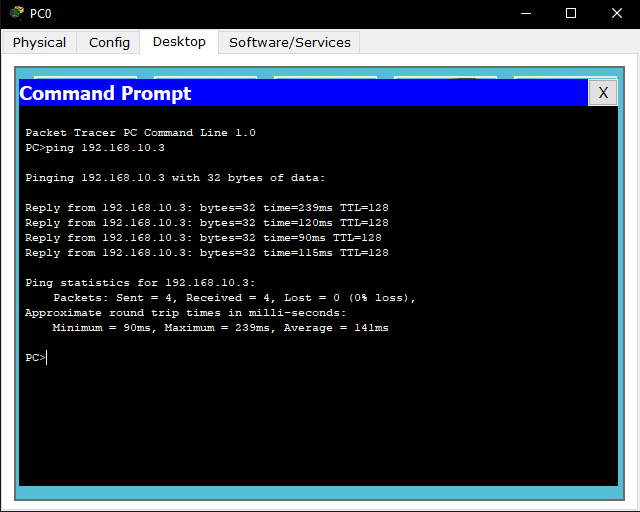 PC0
Physical Config Desktop Software/Services
Command Prompt X
Packet Tracer PC Command Line 1.0
PC>ping 192.168.10.3
Pinging 192.168.10.3 with 32 bytes of data:
Reply from 192.168.10.3: bytes=32 time=239ms TTL=128
Reply from 192.168.10.3: bytes=32 time=120ms TTL=128
Reply from 192.168.10.3: bytes=32 time=90ms TTL=128
Reply from 192.168.10.3: bytes=32 time=115ms TTL=128
Ping statistics for 192.168.10.3:
Packets: Sent = 4, Received = 4, Lost = 0 (0% loss),
Approximate round trip times in milli-seconds:
Minimum = 90ms, Maximum = 239ms, Average = 141ms
PC>